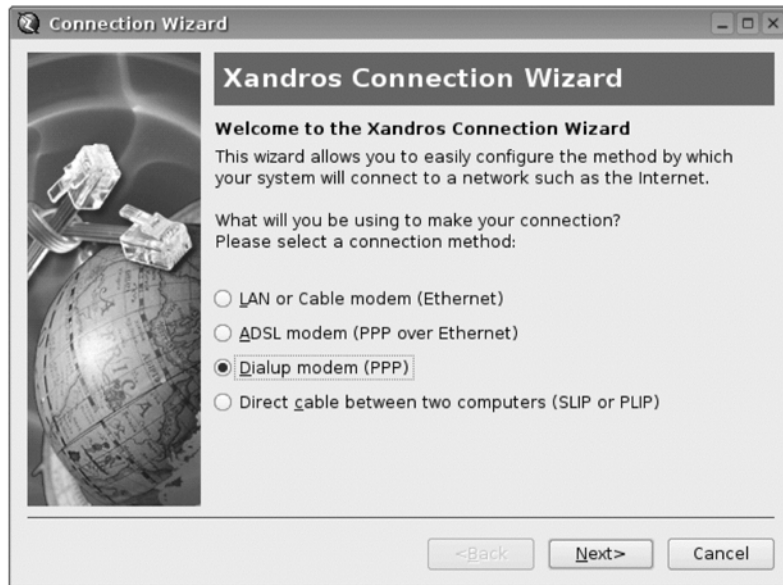 Connection Wizard
Xandros Connection Wizard
Welcome to the Xandros Connection Wizard
This wizard allows you to easily configure the method by which
your system will connect to a network such as the Internet.
What will you be using to make your connection?
Please select a connection method:
LAN or Cable modem (Ethernet)
ADSL modem (PPP over Ethernet)
Dialup modem (PPP)
Direct cable between two computers (SLIP or PLIP)
<Back
Next>
Cancel